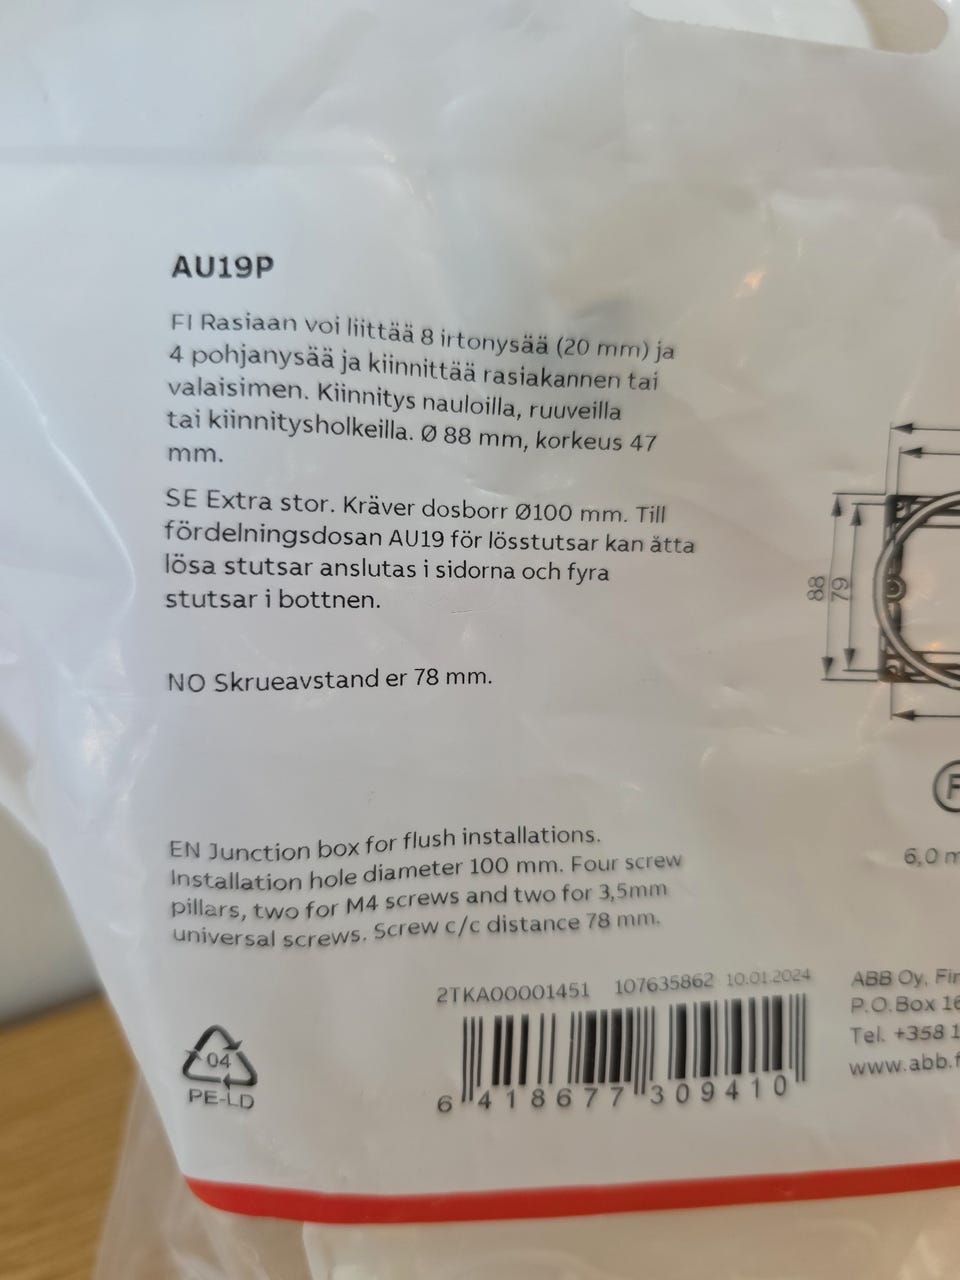 AU19P
FI Rasiaan voi liittää 8 irtonysää (20 mm) ja
4 pohjanysää ja kiinnittää rasiakannen tai
valaisimen. Kiinnitys nauloilla, ruuveilla
tai kiinnitysholkeilla. Ø 88 mm, korkeus 47
mm.
SE Extra stor. Kräver dosborr Ø100 mm. Till
fördelningsdosan AU19 för lösstutsar kan åtta
lösa stutsar anslutas i sidorna och fyra
stutsar i bottnen.
88
79
NO Skrueavstand er 78 mm.
F
EN Junction box for flush installations.
Installation hole diameter 100 mm. Four screw
pillars, two for M4 screws and two for 3,5mm
universal screws. Screw c/c distance 78 mm.
6,0 m
2TKA00001451 107635862 10.01.2024
ABB Oy, Fin
P.O.Box 16
Tel. +358 1
www.abb.f
04
PE-LD
6 418677 309410